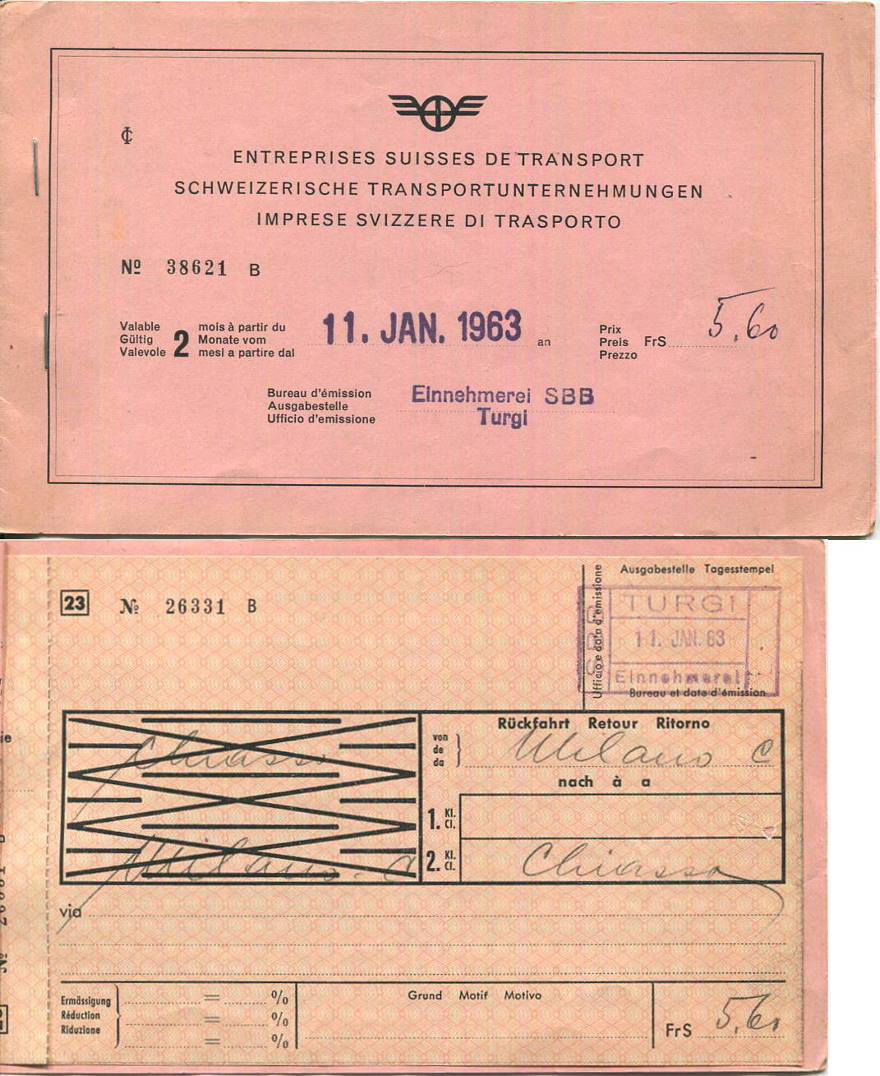 ₵
ENTREPRISES SUISSES DE TRANSPORT
SCHWEIZERISCHE TRANSPORTUNTERNEHMUNGEN
IMPRESE SVIZZERE DI TRASPORTO
Nº 38621 B
Valable
Gültig
Valevole
2
mois à partir du
Monate vom
mesi a partire dal
11. JAN. 1963
an
Prix
Preis
Prezzo
FrS
5.60
Bureau d'émission
Ausgabestelle
Ufficio d'emissione
Einnehmerei SBB
Turgi
23 Nº 26331 B
Ausgabestelle Tagesstempel
Ufficio e data d'emissione
TURGI
11. JAN. 63
Einnehmerei
Bureau et date d'émission
Chiasso
Milano C
Rückfahrt Retour Ritorno
von
de
da
Milano C
nach à a
1. Kl. Cl.
2. Kl. Cl.
Chiasso
via
Ermässigung
Réduction
Riduzione
= %
= %
= %
Grund Motif Motivo
FrS 5.60